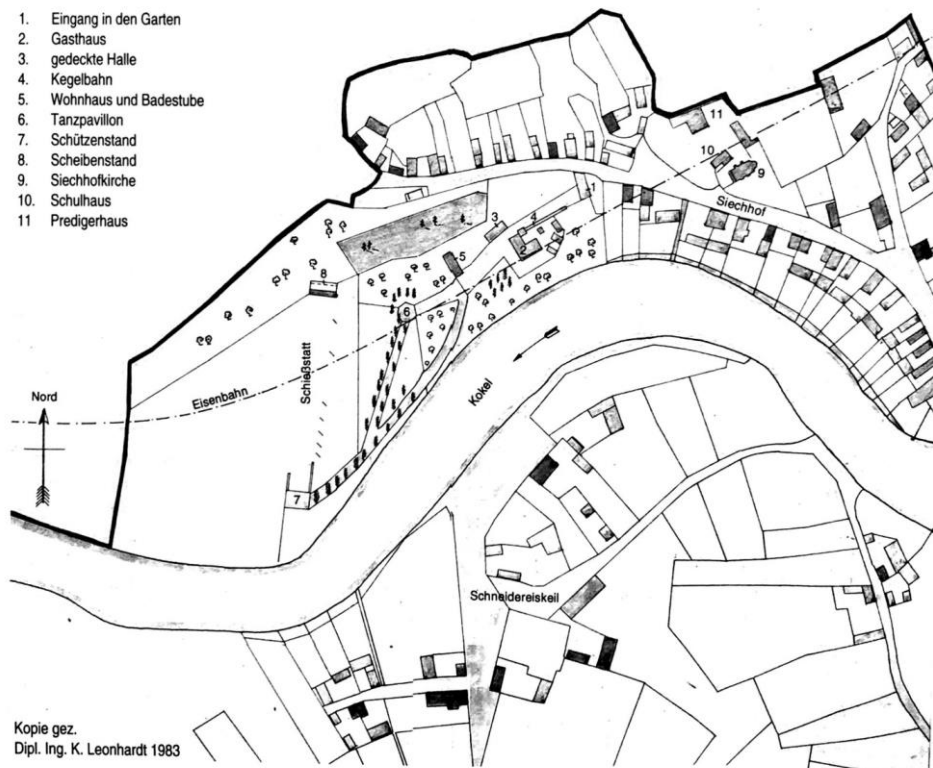 1. Eingang in den Garten
2. Gasthaus
3. gedeckte Halle
4. Kegelbahn
5. Wohnhaus und Badestube
6. Tanzpavillon
7. Schützenstand
8. Scheibenstand
9. Siechhofkirche
10. Schulhaus
11 Predigerhaus
11
10
9
1
Siechhof
3
4
2
5
8
6
Schießstatt
Eisenbahn
Kokel
Nord
7
Schneidereiskeil
Kopie gez.
Dipl. Ing. K. Leonhardt 1983